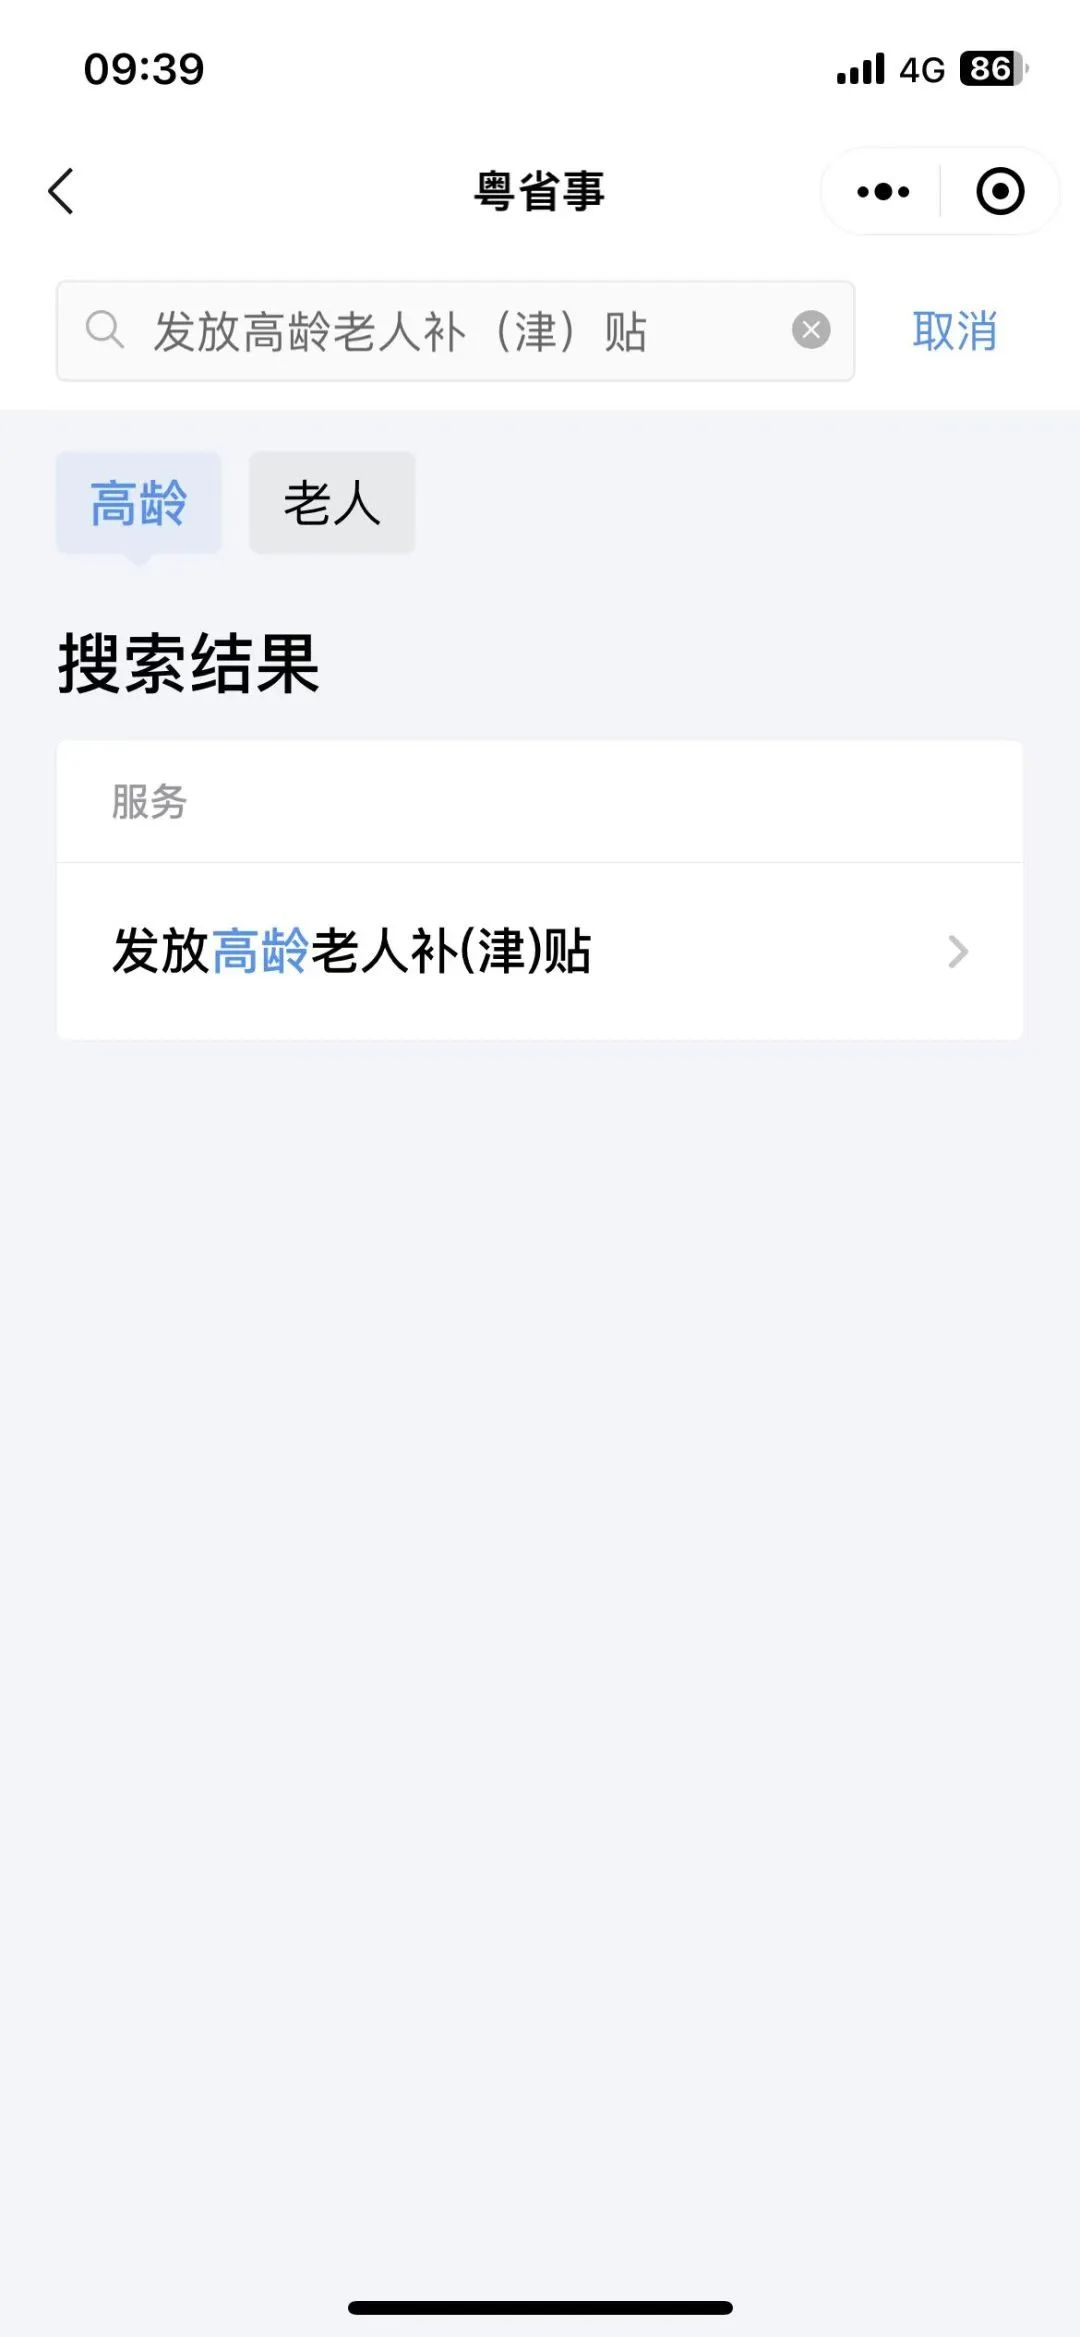 09:39
4G 86
粤省事
发放高龄老人补（津）贴
取消
高龄 老人
搜索结果
服务
发放高龄老人补(津)贴